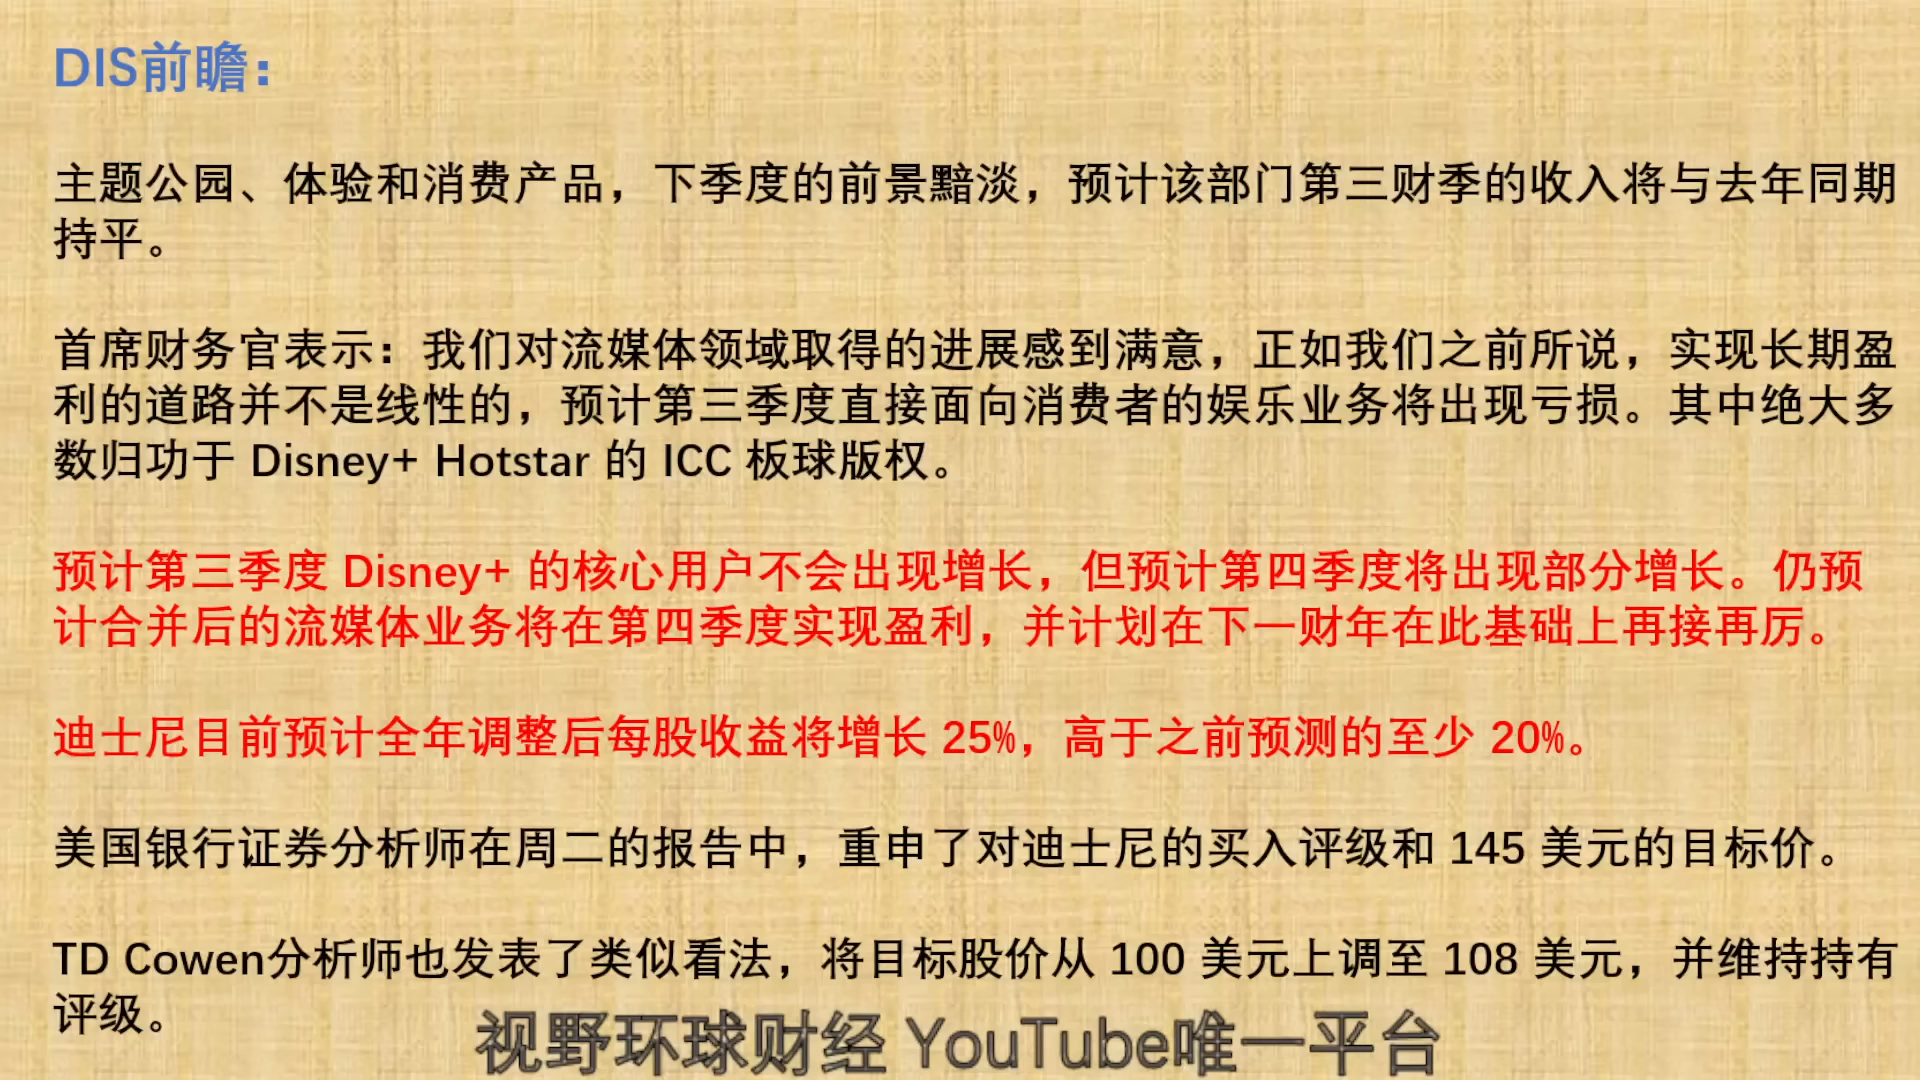 DIS前瞻：
主题公园、体验和消费产品，下季度的前景黯淡，预计该部门第三财季的收入将与去年同期
持平。
首席财务官表示：我们对流媒体领域取得的进展感到满意，正如我们之前所说，实现长期盈
利的道路并不是线性的，预计第三季度直接面向消费者的娱乐业务将出现亏损。其中绝大多
数归功于 Disney+ Hotstar 的 ICC 板球版权。
预计第三季度 Disney+ 的核心用户不会出现增长，但预计第四季度将出现部分增长。仍预
计合并后的流媒体业务将在第四季度实现盈利，并计划在下一财年在此基础上再接再厉。
迪士尼目前预计全年调整后每股收益将增长 25%，高于之前预测的至少 20%。
美国银行证券分析师在周二的报告中，重申了对迪士尼的买入评级和 145 美元的目标价。
TD Cowen分析师也发表了类似看法，将目标股价从 100 美元上调至 108 美元，并维持持有
评级。
视野环球财经 YouTube唯一平台